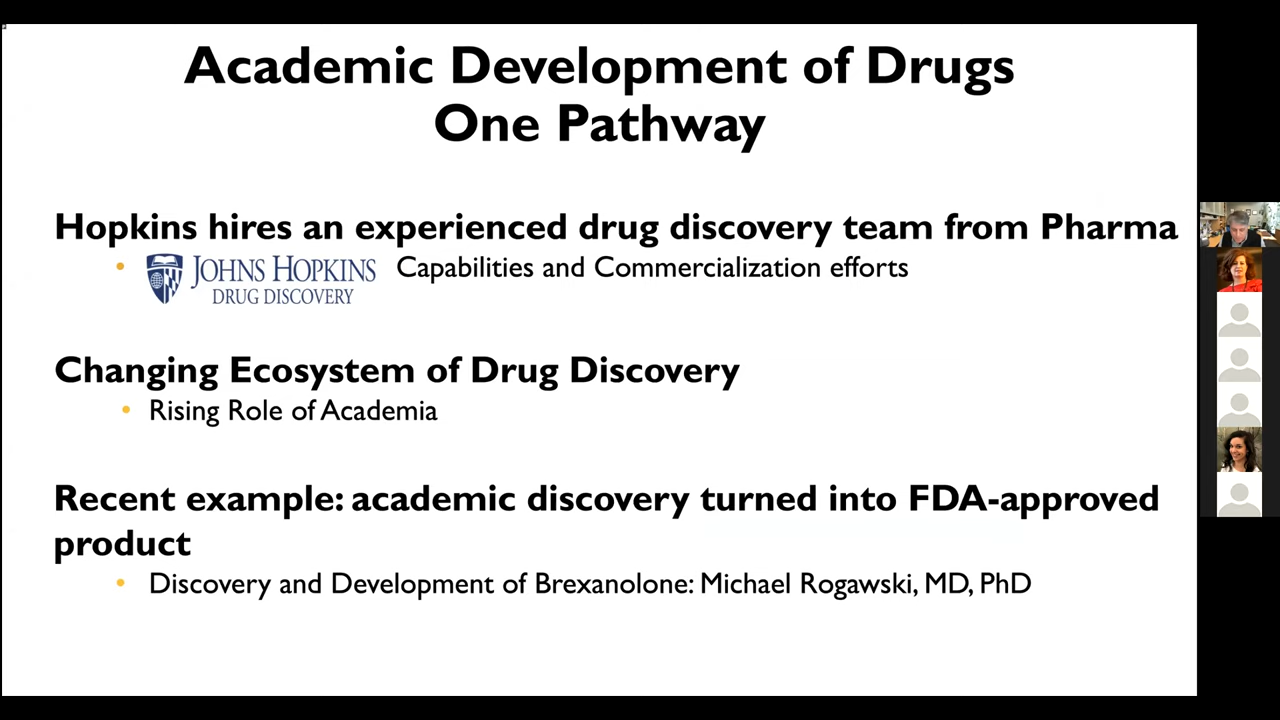 Academic Development of Drugs
One Pathway
Hopkins hires an experienced drug discovery team from Pharma
• JOHNS HOPKINS DRUG DISCOVERY Capabilities and Commercialization efforts
Changing Ecosystem of Drug Discovery
• Rising Role of Academia
Recent example: academic discovery turned into FDA-approved
product
• Discovery and Development of Brexanolone: Michael Rogawski, MD, PhD